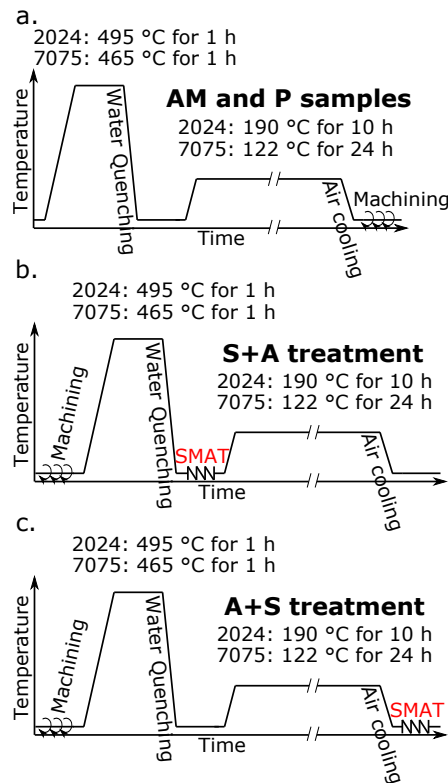 a.
2024: 495 °C for 1 h
7075: 465 °C for 1 h
Temperature
Water Quenching
AM and P samples
2024: 190 °C for 10 h
7075: 122 °C for 24 h
Air cooling
Machining
Time
b.
2024: 495 °C for 1 h
7075: 465 °C for 1 h
Temperature
Machining
Water Quenching
S+A treatment
2024: 190 °C for 10 h
7075: 122 °C for 24 h
SMAT
Air cooling
Time
c.
2024: 495 °C for 1 h
7075: 465 °C for 1 h
Temperature
Machining
Water Quenching
A+S treatment
2024: 190 °C for 10 h
7075: 122 °C for 24 h
Air cooling
SMAT
Time